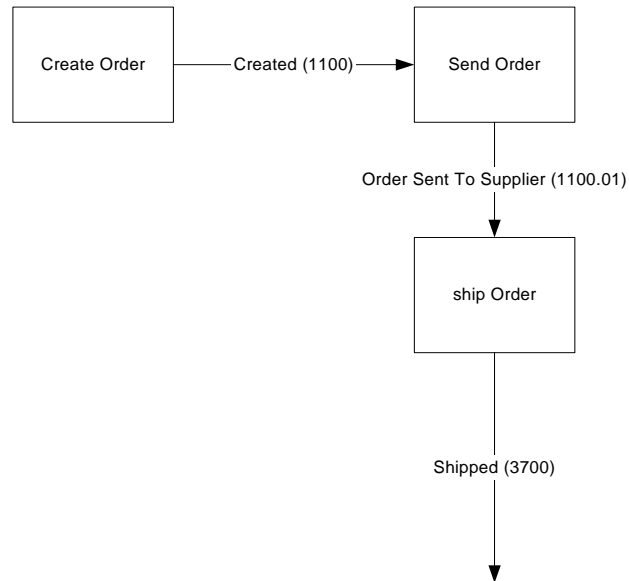 Create Order
Created (1100)
Send Order
Order Sent To Supplier (1100.01)
ship Order
Shipped (3700)